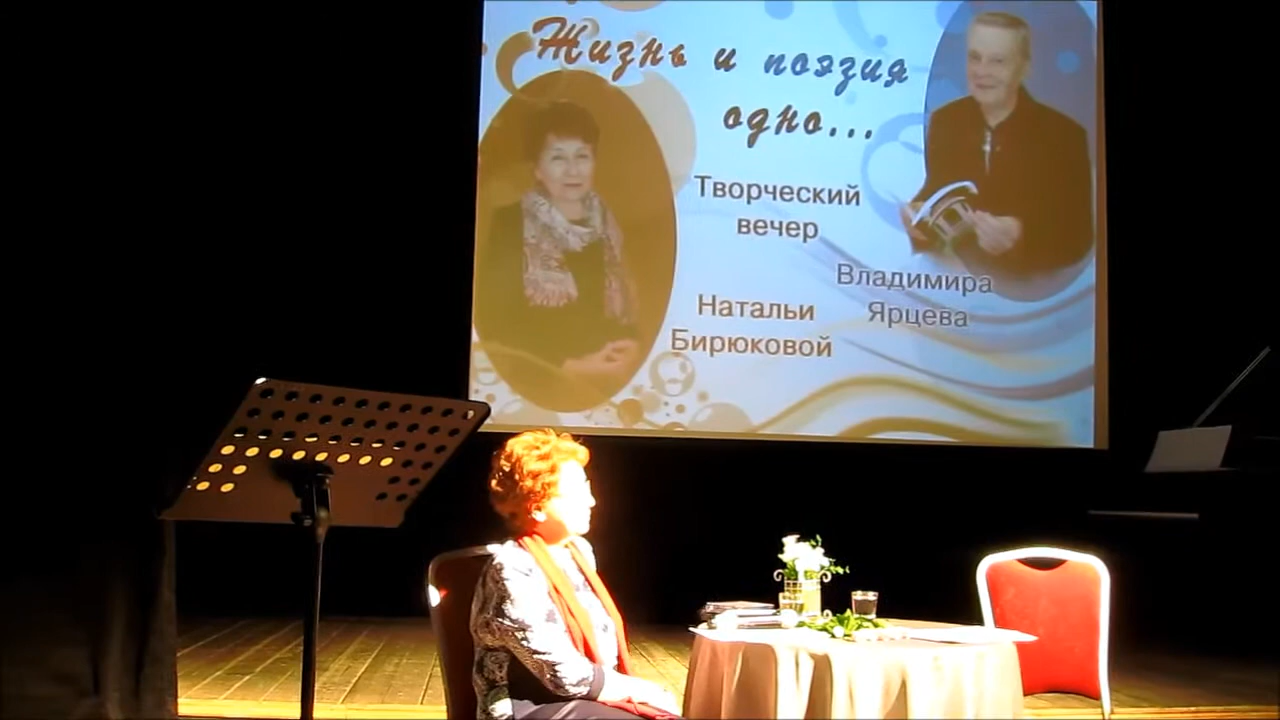 Жизнь и поэзия
одно...
Творческий
вечер
Владимира
Ярцева
Натальи
Бирюковой